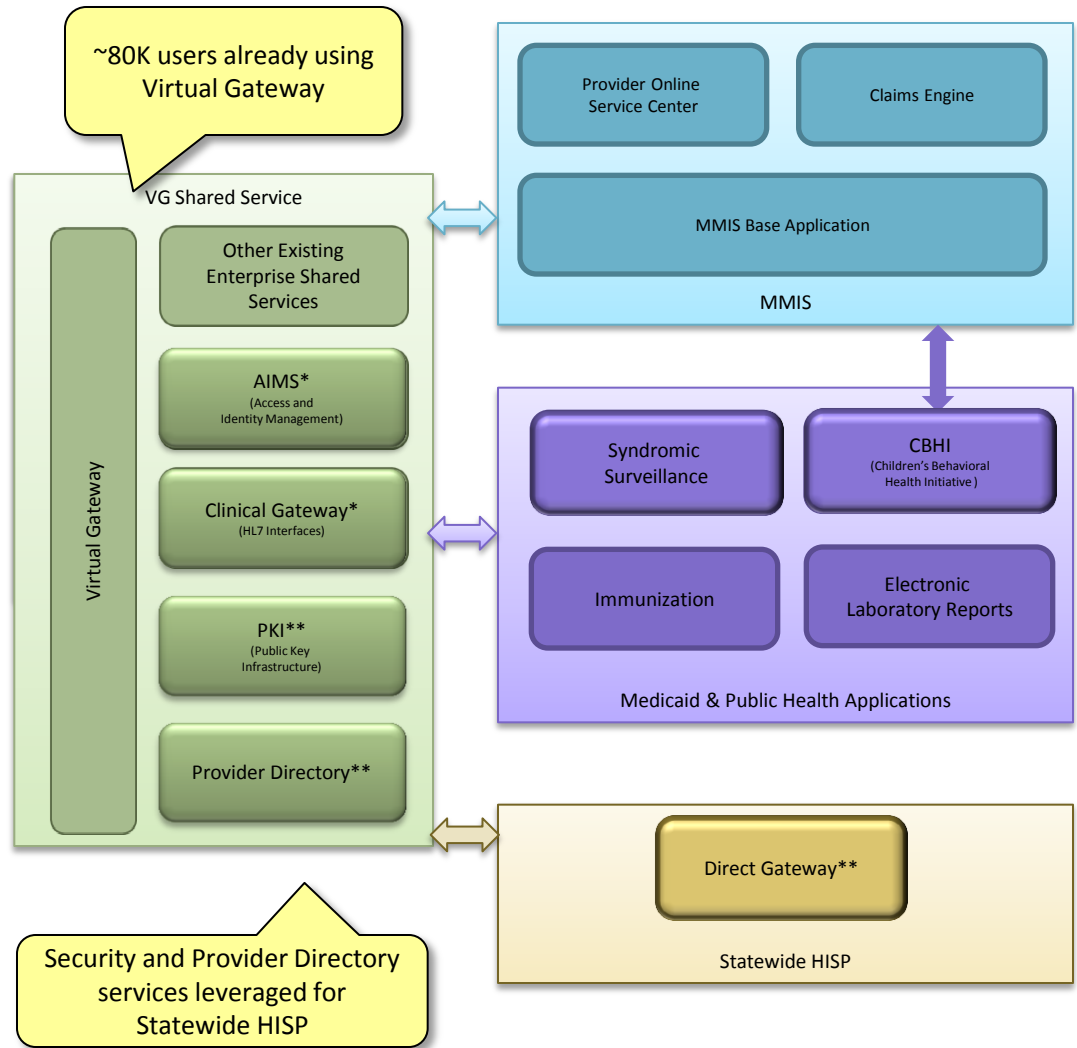 ~80K users already using
Virtual Gateway
VG Shared Service
Virtual Gateway
Other Existing
Enterprise Shared
Services
AIMS*
(Access and
Identity Management)
Clinical Gateway*
(HL7 Interfaces)
PKI**
(Public Key
Infrastructure)
Provider Directory**
Security and Provider Directory
services leveraged for
Statewide HISP
Provider Online
Service Center
Claims Engine
MMIS Base Application
MMIS
Syndromic
Surveillance
CBHI
(Children's Behavioral
Health Initiative )
Immunization
Electronic
Laboratory Reports
Medicaid & Public Health Applications
Direct Gateway**
Statewide HISP